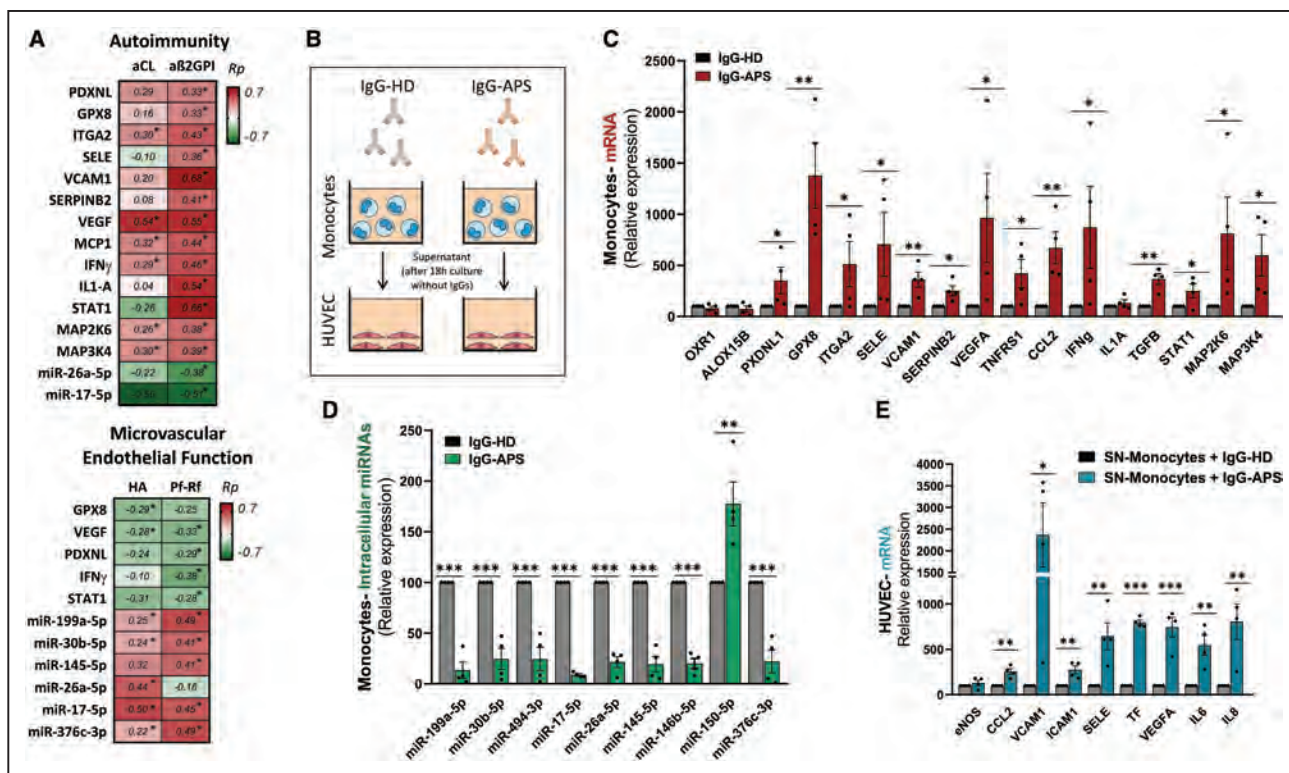 A
Autoimmunity
aCL aß2GPI Rp
PDXNL 0.29 0.33*
GPX8 0.16 0.33*
ITGA2 0.30* 0.43*
SELE -0.10 0.36*
VCAM1 0.20 0.68*
SERPINB2 0.08 0.41*
VEGF 0.54* 0.55*
MCP1 0.32* 0.44*
IFNγ 0.29* 0.46*
IL1-A 0.04 0.54*
STAT1 -0.26 0.66*
MAP2K6 0.26* 0.38*
MAP3K4 0.30* 0.39*
miR-26a-5p -0.22 -0.38*
miR-17-5p -0.50 -0.51*
0.7
-0.7
Microvascular
Endothelial Function
HA Pf-Rf Rp
GPX8 -0.29* -0.25
VEGF -0.28* -0.33*
PDXNL -0.24 -0.29*
IFNγ -0.10 -0.28*
STAT1 -0.31 -0.28*
miR-199a-5p 0.25* 0.49*
miR-30b-5p 0.24* 0.41*
miR-145-5p 0.32 0.41*
miR-26a-5p 0.44* -0.16
miR-17-5p -0.50* 0.45*
miR-376c-3p 0.22* 0.49*
0.7
-0.7
B
IgG-HD IgG-APS
Monocytes
Supernatant
(after 18h culture
without IgGs)
HUVEC
C
IgG-HD
IgG-APS
Monocytes- mRNA
(Relative expression)
2500
2000
1500
1000
500
0
* ** * * ** * * * ** * ** * * *
OXR1 ALOX15B PXDNL1 GPX8 ITGA2 SELE VCAM1 SERPINB2 VEGFA TNFRS1 CCL2 IFNg IL1A TGFB STAT1 MAP2K6 MAP3K4
D
IgG-HD
IgG-APS
Monocytes- Intracellular miRNAs
(Relative expression)
250
200
150
100
50
0
*** *** *** *** *** *** *** ** ***
miR-199a-5p miR-30b-5p miR-494-3p miR-17-5p miR-26a-5p miR-145-5p miR-146b-5p miR-150-5p miR-376c-3p
E
SN-Monocytes + IgG-HD
SN-Monocytes + IgG-APS
HUVEC- mRNA
Relative expression
4000
3500
3000
2500
2000
1500
1000
500
0
** * ** ** *** *** ** **
eNOS CCL2 VCAM1 ICAM1 SELE TF VEGFA IL6 IL8